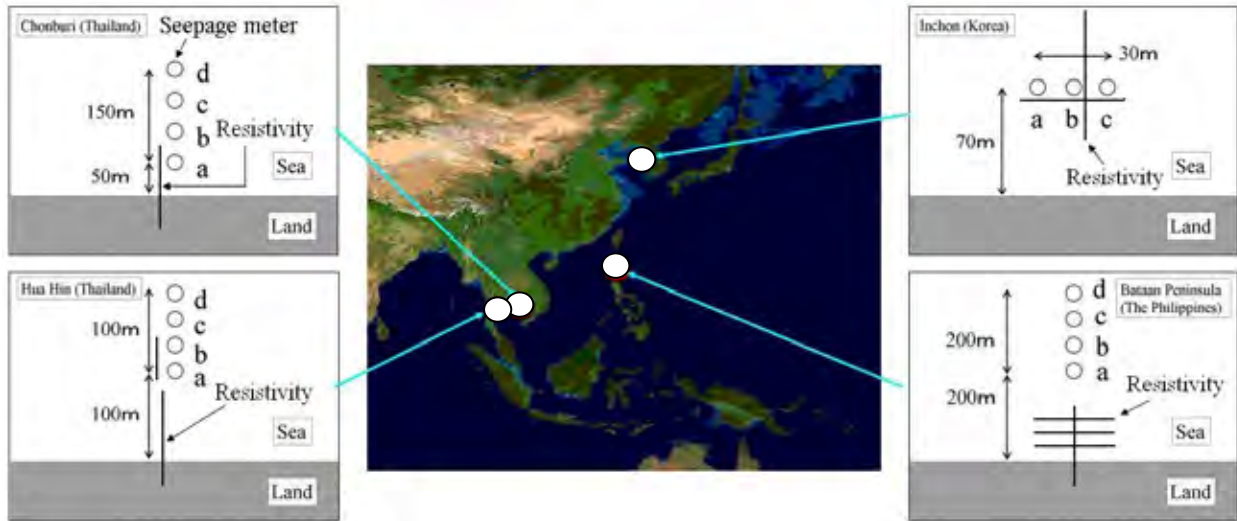 Chonburi (Thailand)
Seepage meter
d
c
150m
b
Resistivity
a
Sea
50m
Land
Hua Hin (Thailand)
d
c
100m
b
a
Resistivity
100m
Sea
Land
Inchon (Korea)
30m
a b c
70m
Resistivity
Sea
Land
d
Bataan Peninsula
(The Philippines)
c
200m
b
a
Resistivity
200m
Sea
Land